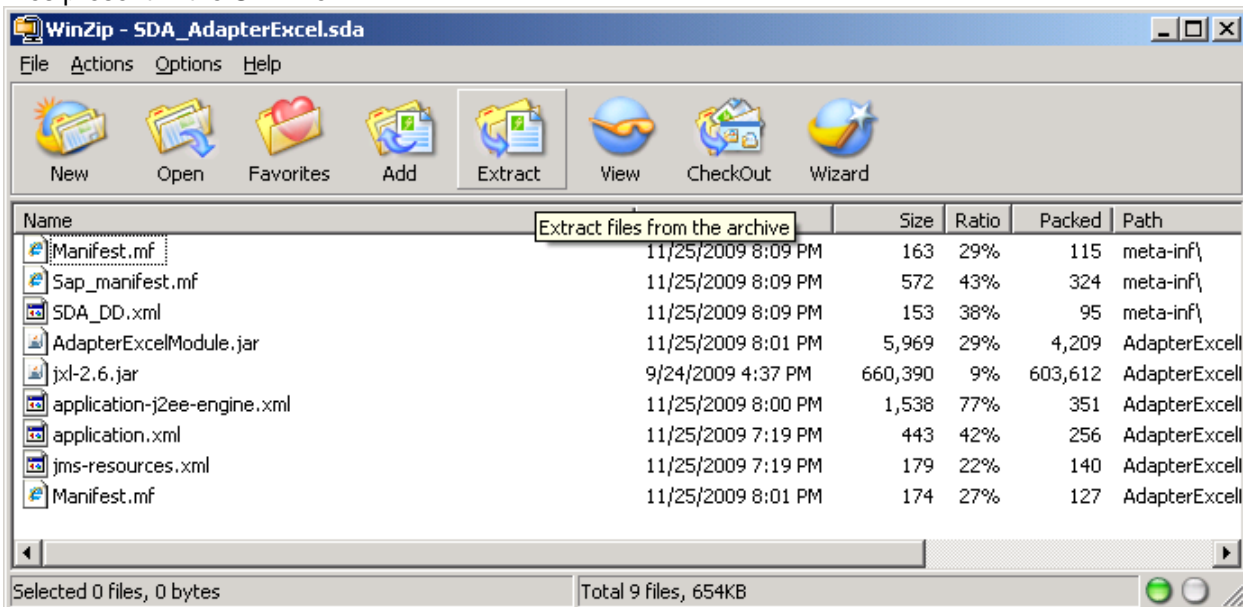 WinZip - SDA_AdapterExcel.sda
File Actions Options Help
New Open Favorites Add Extract View CheckOut Wizard
Name Size Ratio Packed Path
Extract files from the archive
Manifest.mf 11/25/2009 8:09 PM 163 29% 115 meta-inf\
Sap_manifest.mf 11/25/2009 8:09 PM 572 43% 324 meta-inf\
SDA_DD.xml 11/25/2009 8:09 PM 153 38% 95 meta-inf\
AdapterExcelModule.jar 11/25/2009 8:01 PM 5,969 29% 4,209 AdapterExcel
jxl-2.6.jar 9/24/2009 4:37 PM 660,390 9% 603,612 AdapterExcel
application-j2ee-engine.xml 11/25/2009 8:00 PM 1,538 77% 351 AdapterExcel
application.xml 11/25/2009 7:19 PM 443 42% 256 AdapterExcel
jms-resources.xml 11/25/2009 7:19 PM 179 22% 140 AdapterExcel
Manifest.mf 11/25/2009 8:01 PM 174 27% 127 AdapterExcel
Selected 0 files, 0 bytes Total 9 files, 654KB